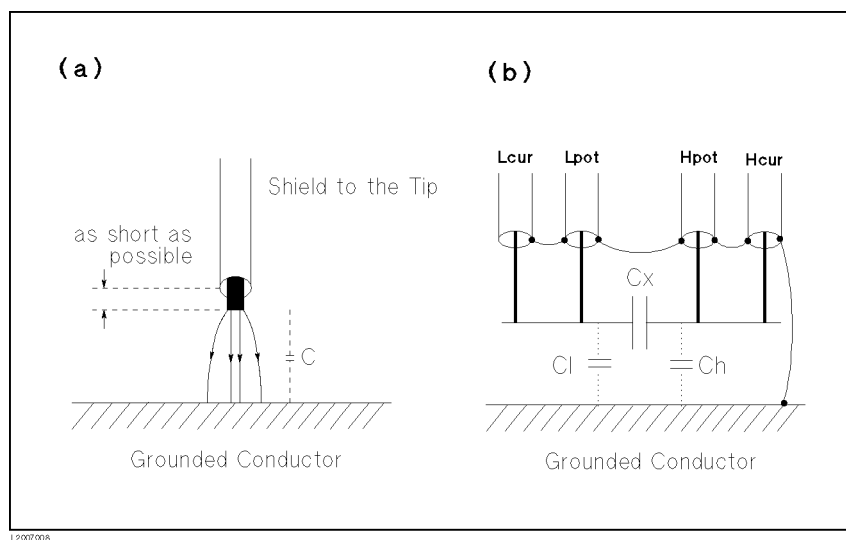 (a)
Shield to the Tip
as short as
possible
C
Grounded Conductor
(b)
Lcur Lpot Hpot Hcur
Cx
Cl Ch
Grounded Conductor
L2007008